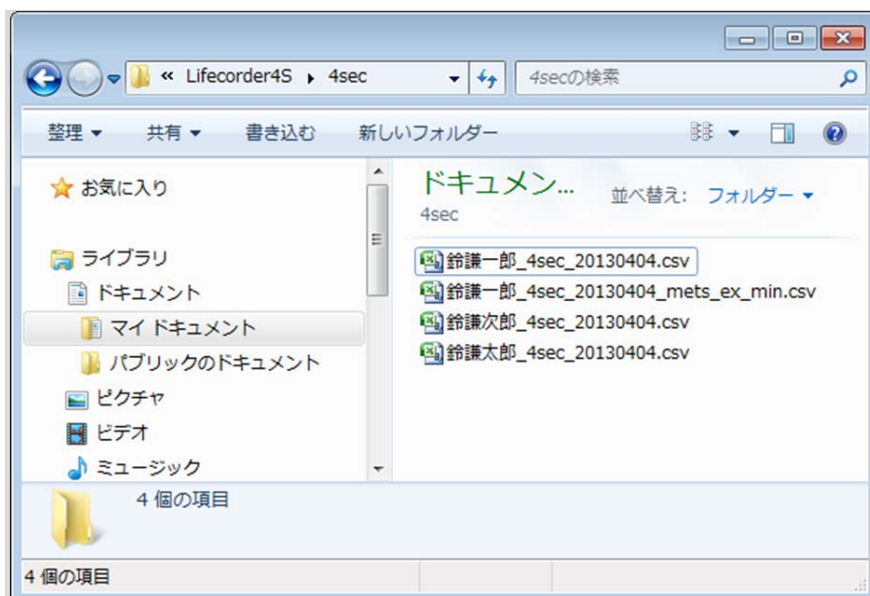 « Lifecorder4S ▸ 4sec
4secの検索
整理 ▼ 共有 ▼ 書き込む 新しいフォルダー
お気に入り
ライブラリ
ドキュメント
マイ ドキュメント
パブリックのドキュメント
ピクチャ
ビデオ
ミュージック
ドキュメン...
4sec
並べ替え: フォルダー ▼
鈴謙一郎_4sec_20130404.csv
鈴謙一郎_4sec_20130404_mets_ex_min.csv
鈴謙次郎_4sec_20130404.csv
鈴謙太郎_4sec_20130404.csv
4 個の項目
4 個の項目